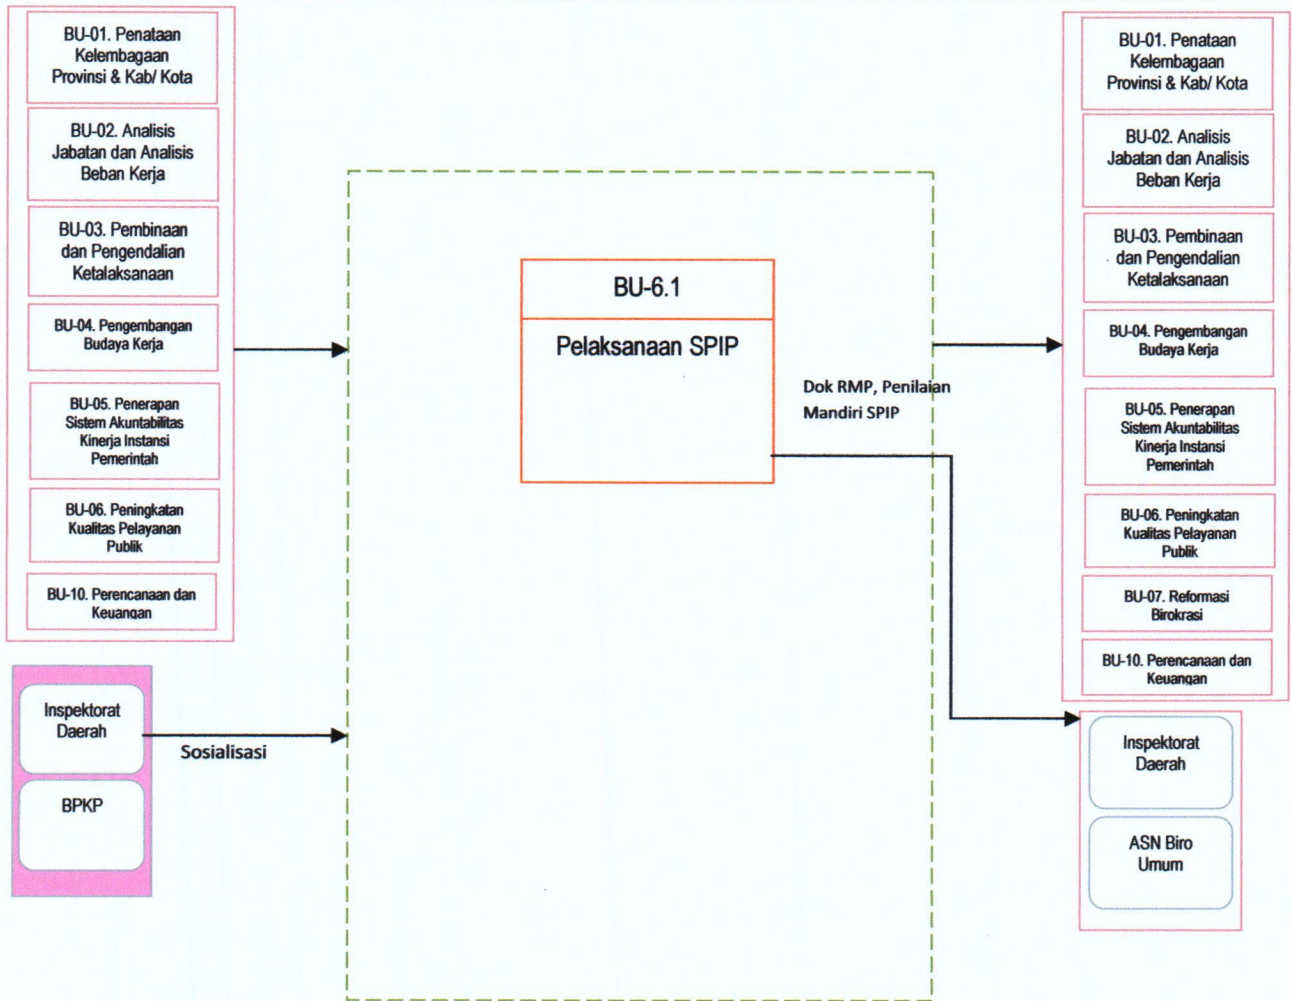 BU-01. Penataan
Kelembagaan
Provinsi & Kab/ Kota
BU-02. Analisis
Jabatan dan Analisis
Beban Kerja
BU-03. Pembinaan
dan Pengendalian
Ketalaksanaan
BU-04. Pengembangan
Budaya Kerja
BU-05. Penerapan
Sistem Akuntabilitas
Kinerja Instansi
Pemerintah
BU-06. Peningkatan
Kualitas Pelayanan
Publik
BU-10. Perencanaan dan
Keuangan
Inspektorat
Daerah
BPKP
Sosialisasi
BU-6.1
Pelaksanaan SPIP
Dok RMP, Penilaian
Mandiri SPIP
BU-01. Penataan
Kelembagaan
Provinsi & Kab/ Kota
BU-02. Analisis
Jabatan dan Analisis
Beban Kerja
BU-03. Pembinaan
dan Pengendalian
Ketalaksanaan
BU-04. Pengembangan
Budaya Kerja
BU-05. Penerapan
Sistem Akuntabilitas
Kinerja Instansi
Pemerintah
BU-06. Peningkatan
Kualitas Pelayanan
Publik
BU-07. Reformasi
Birokrasi
BU-10. Perencanaan dan
Keuangan
Inspektorat
Daerah
ASN Biro
Umum